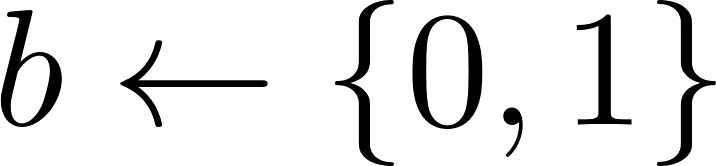 b ← {0, 1}